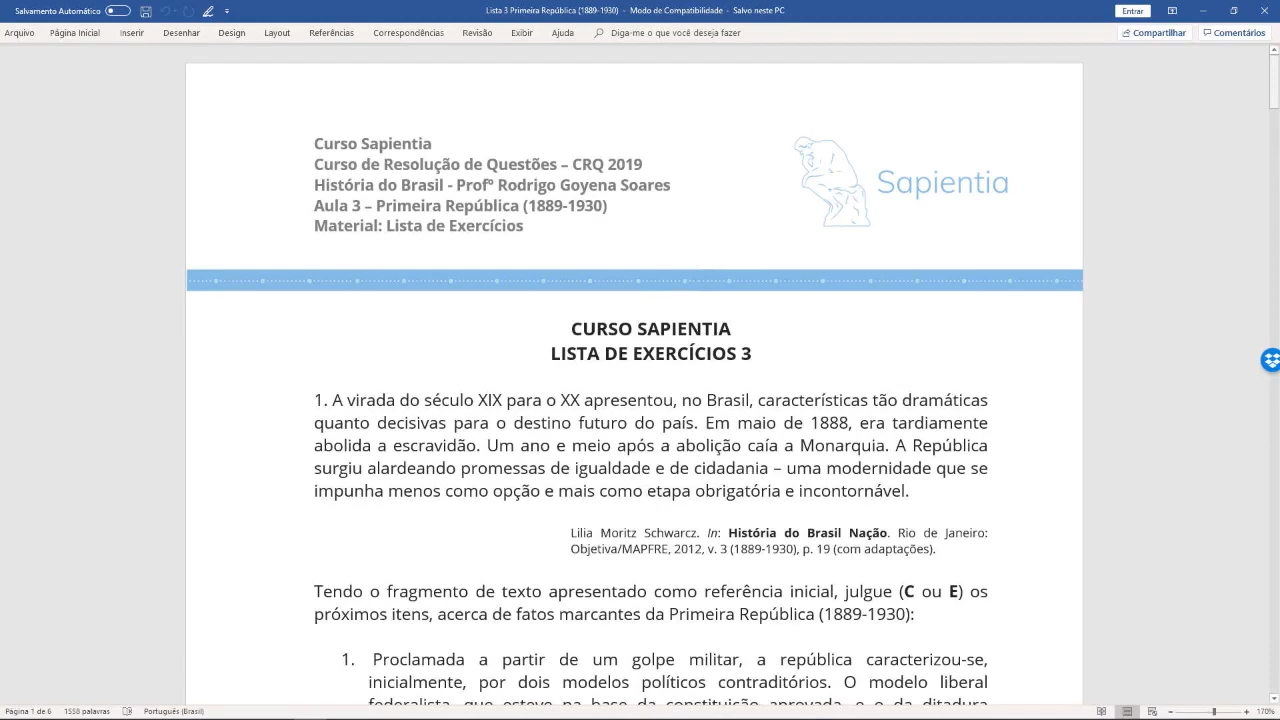 Salvamento Automático
Lista 3 Primeira República (1889-1930) - Modo de Compatibilidade - Salvo neste PC
Entrar
Arquivo Página Inicial Inserir Desenhar Design Layout Referências Correspondências Revisão Exibir Ajuda Diga-me o que você deseja fazer Compartilhar Comentários
Curso Sapientia
Curso de Resolução de Questões – CRQ 2019
História do Brasil - Profº Rodrigo Goyena Soares
Aula 3 – Primeira República (1889-1930)
Material: Lista de Exercícios
Sapientia
CURSO SAPIENTIA
LISTA DE EXERCÍCIOS 3
1. A virada do século XIX para o XX apresentou, no Brasil, características tão dramáticas
quanto decisivas para o destino futuro do país. Em maio de 1888, era tardiamente
abolida a escravidão. Um ano e meio após a abolição caía a Monarquia. A República
surgiu alardeando promessas de igualdade e de cidadania – uma modernidade que se
impunha menos como opção e mais como etapa obrigatória e incontornável.
Lilia Moritz Schwarcz. In: História do Brasil Nação. Rio de Janeiro:
Objetiva/MAPFRE, 2012, v. 3 (1889-1930), p. 19 (com adaptações).
Tendo o fragmento de texto apresentado como referência inicial, julgue (C ou E) os
próximos itens, acerca de fatos marcantes da Primeira República (1889-1930):
1. Proclamada a partir de um golpe militar, a república caracterizou-se,
inicialmente, por dois modelos políticos contraditórios. O modelo liberal
federalista, que esteve na base da constituição aprovada, e o da ditadura
Página 1 de 6 1558 palavras Português (Brasil) 170%